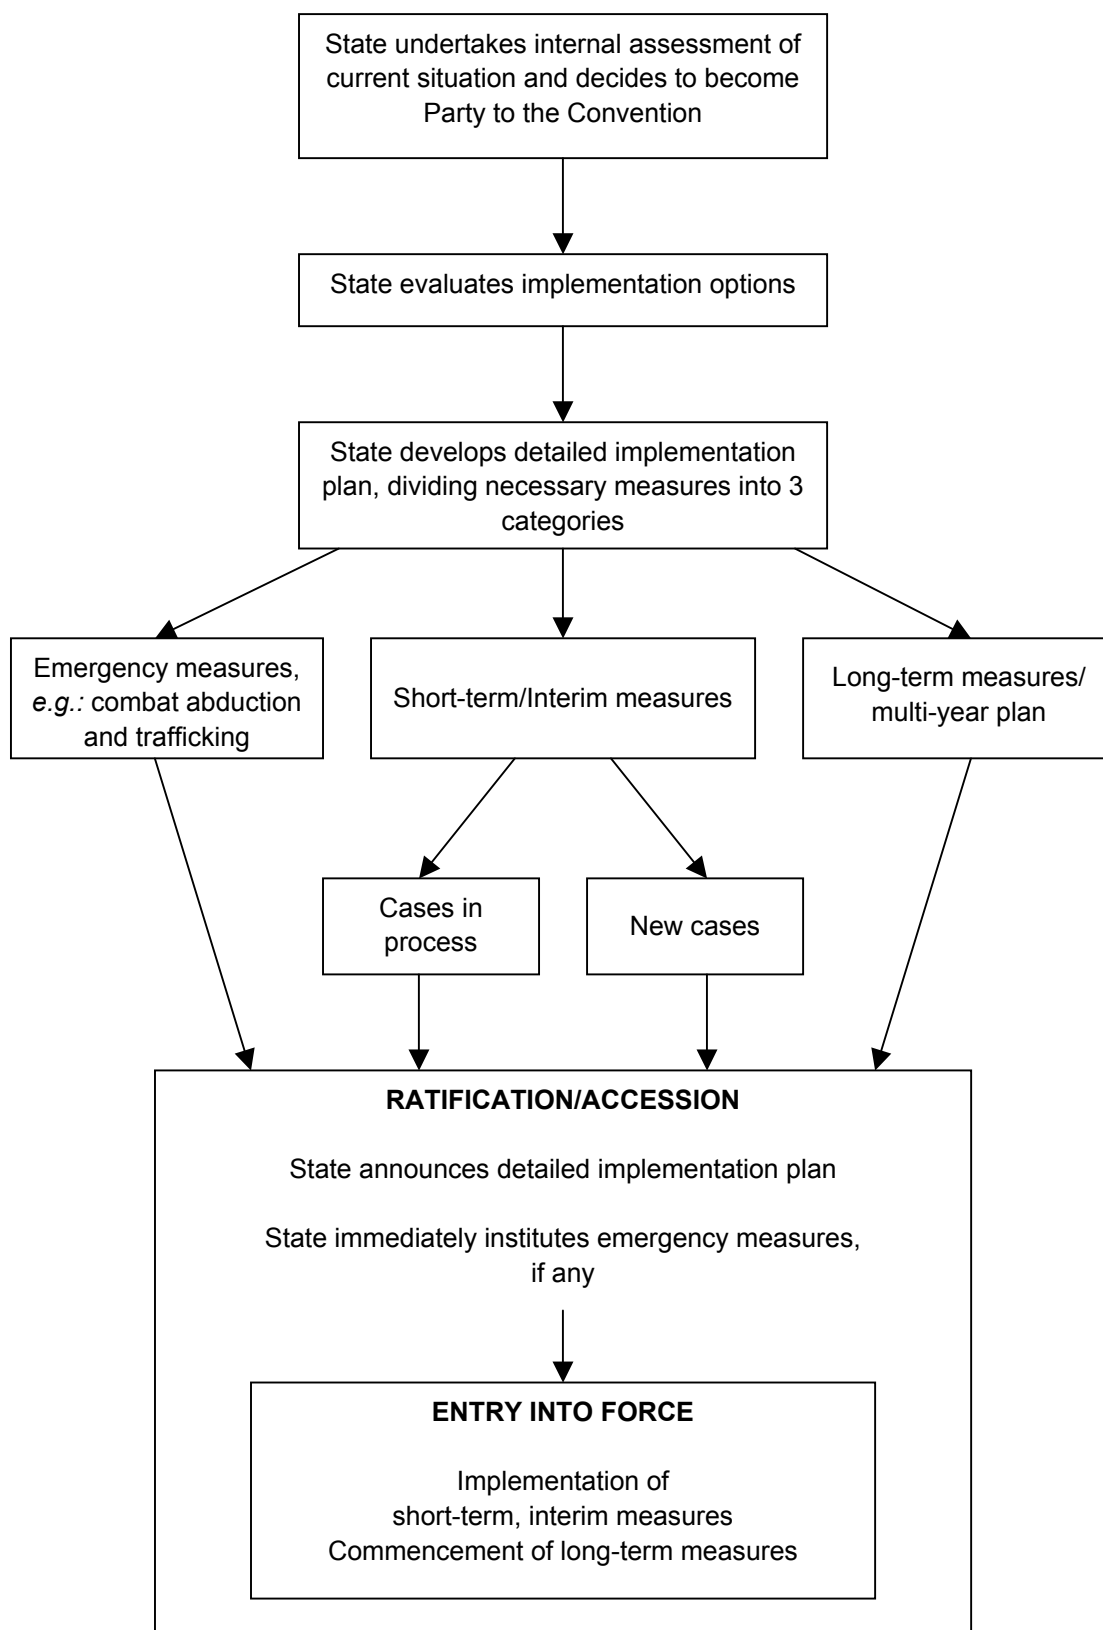 State undertakes internal assessment of
current situation and decides to become
Party to the Convention
State evaluates implementation options
State develops detailed implementation
plan, dividing necessary measures into 3
categories
Emergency measures,
e.g.: combat abduction
and trafficking
Short-term/Interim measures
Long-term measures/
multi-year plan
Cases in
process
New cases
RATIFICATION/ACCESSION
State announces detailed implementation plan
State immediately institutes emergency measures,
if any
ENTRY INTO FORCE
Implementation of
short-term, interim measures
Commencement of long-term measures